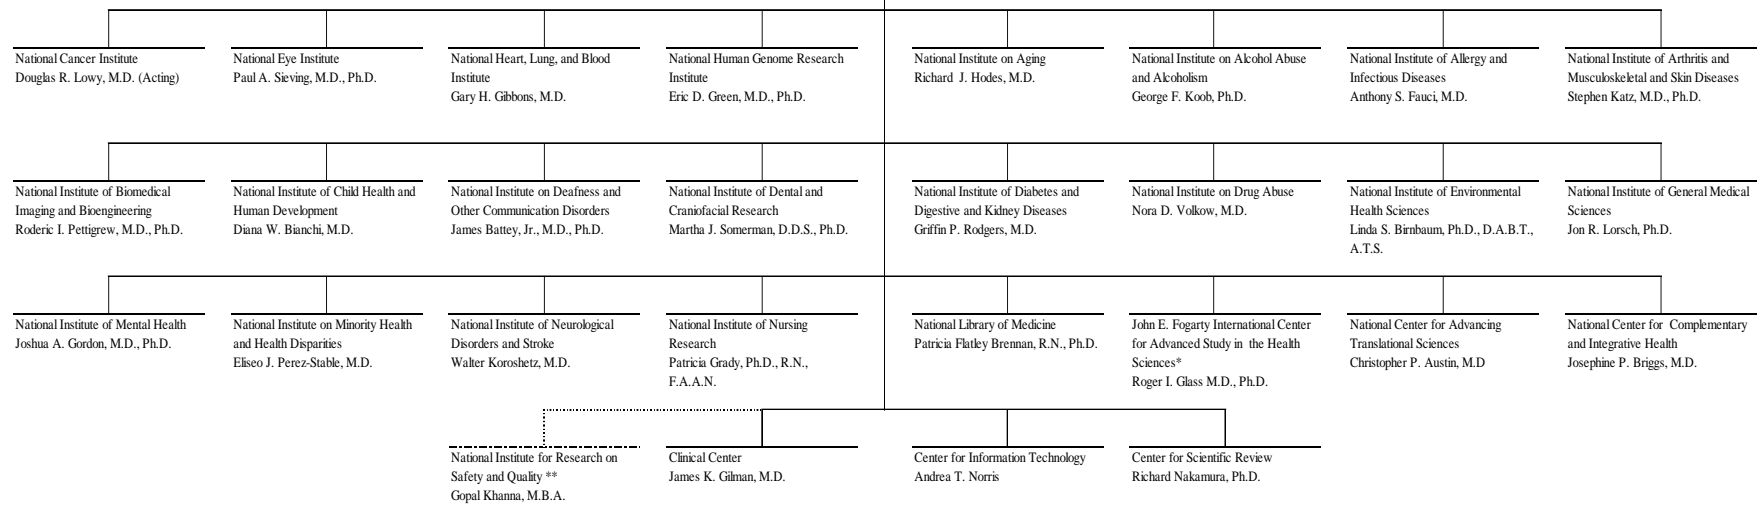 National Cancer Institute
Douglas R. Lowy, M.D. (Acting)
National Eye Institute
Paul A. Sieving, M.D., Ph.D.
National Heart, Lung, and Blood
Institute
Gary H. Gibbons, M.D.
National Human Genome Research
Institute
Eric D. Green, M.D., Ph.D.
National Institute on Aging
Richard J. Hodes, M.D.
National Institute on Alcohol Abuse
and Alcoholism
George F. Koob, Ph.D.
National Institute of Allergy and
Infectious Diseases
Anthony S. Fauci, M.D.
National Institute of Arthritis and
Musculoskeletal and Skin Diseases
Stephen Katz, M.D., Ph.D.
National Institute of Biomedical
Imaging and Bioengineering
Roderic I. Pettigrew, M.D., Ph.D.
National Institute of Child Health and
Human Development
Diana W. Bianchi, M.D.
National Institute on Deafness and
Other Communication Disorders
James Battey, Jr., M.D., Ph.D.
National Institute of Dental and
Craniofacial Research
Martha J. Somerman, D.D.S., Ph.D.
National Institute of Diabetes and
Digestive and Kidney Diseases
Griffin P. Rodgers, M.D.
National Institute on Drug Abuse
Nora D. Volkow, M.D.
National Institute of Environmental
Health Sciences
Linda S. Birnbaum, Ph.D., D.A.B.T.,
A.T.S.
National Institute of General Medical
Sciences
Jon R. Lorsch, Ph.D.
National Institute of Mental Health
Joshua A. Gordon, M.D., Ph.D.
National Institute on Minority Health
and Health Disparities
Eliseo J. Perez-Stable, M.D.
National Institute of Neurological
Disorders and Stroke
Walter Koroshetz, M.D.
National Institute of Nursing
Research
Patricia Grady, Ph.D., R.N.,
F.A.A.N.
National Library of Medicine
Patricia Flatley Brennan, R.N., Ph.D.
John E. Fogarty International Center
for Advanced Study in the Health
Sciences*
Roger I. Glass M.D., Ph.D.
National Center for Advancing
Translational Sciences
Christopher P. Austin, M.D
National Center for Complementary
and Integrative Health
Josephine P. Briggs, M.D.
National Institute for Research on
Safety and Quality **
Gopal Khanna, M.B.A.
Clinical Center
James K. Gilman, M.D.
Center for Information Technology
Andrea T. Norris
Center for Scientific Review
Richard Nakamura, Ph.D.